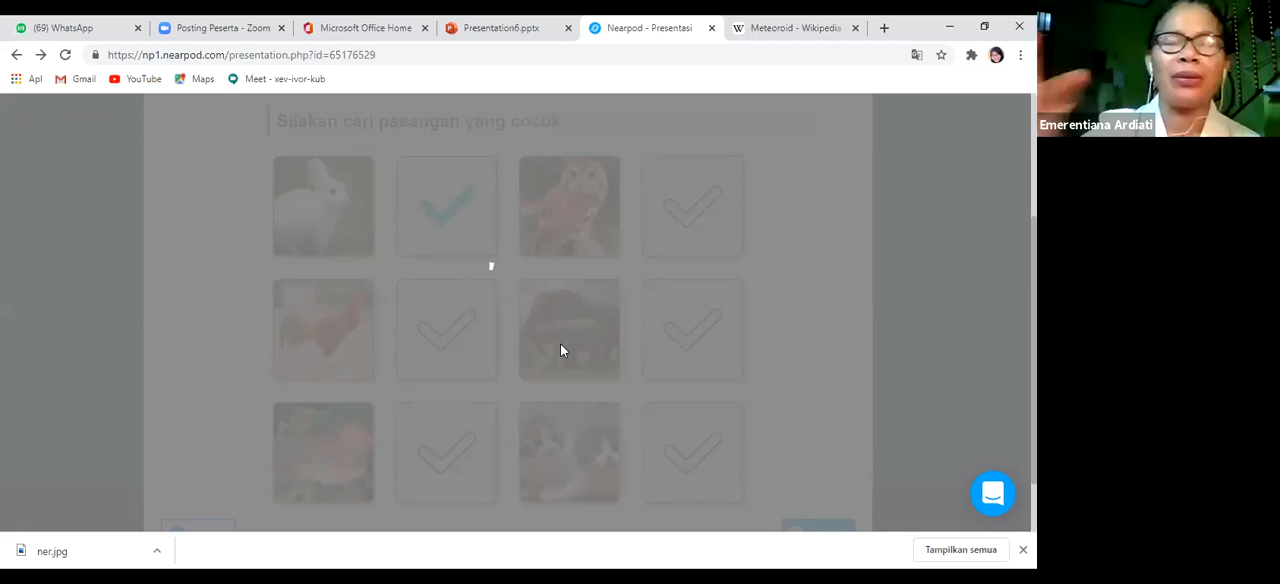 (69) WhatsApp
Posting Peserta - Zoom
Microsoft Office Home
Presentation6.pptx
Nearpod - Presentasi
Meteoroid - Wikipedia
https://np1.nearpod.com/presentation.php?id=65176529
Apl
Gmail
YouTube
Maps
Meet - xev-ivor-kub
Emerentiana Ardiati
Silakan cari pasangan yang cocok
ner.jpg
Tampilkan semua